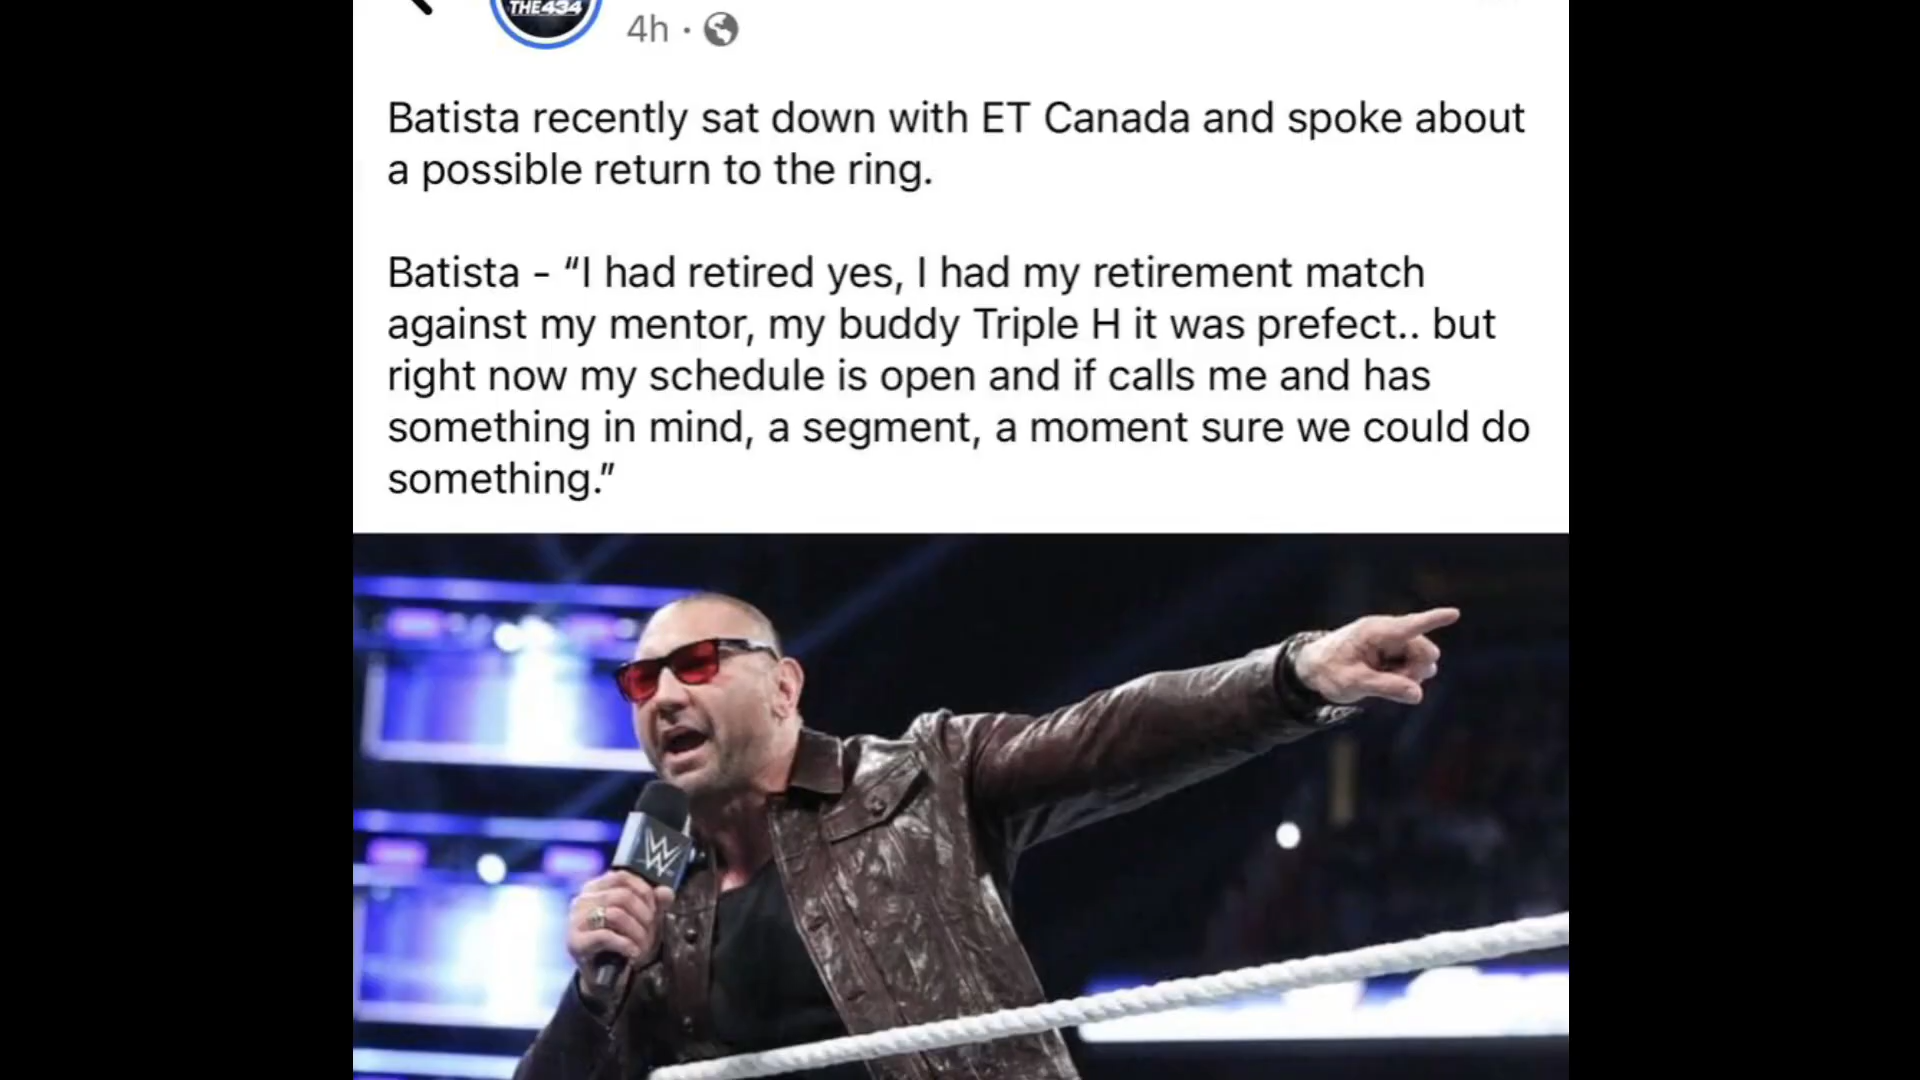 THE434
4h
Batista recently sat down with ET Canada and spoke about
a possible return to the ring.
Batista - “I had retired yes, I had my retirement match
against my mentor, my buddy Triple H it was prefect.. but
right now my schedule is open and if calls me and has
something in mind, a segment, a moment sure we could do
something.”
W